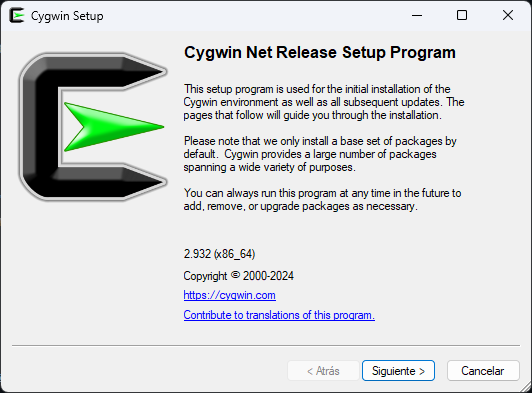 Cygwin Setup
Cygwin Net Release Setup Program
This setup program is used for the initial installation of the
Cygwin environment as well as all subsequent updates. The
pages that follow will guide you through the installation.
Please note that we only install a base set of packages by
default. Cygwin provides a large number of packages
spanning a wide variety of purposes.
You can always run this program at any time in the future to
add, remove, or upgrade packages as necessary.
2.932 (x86_64)
Copyright © 2000-2024
https://cygwin.com
Contribute to translations of this program.
< Atrás
Siguiente >
Cancelar